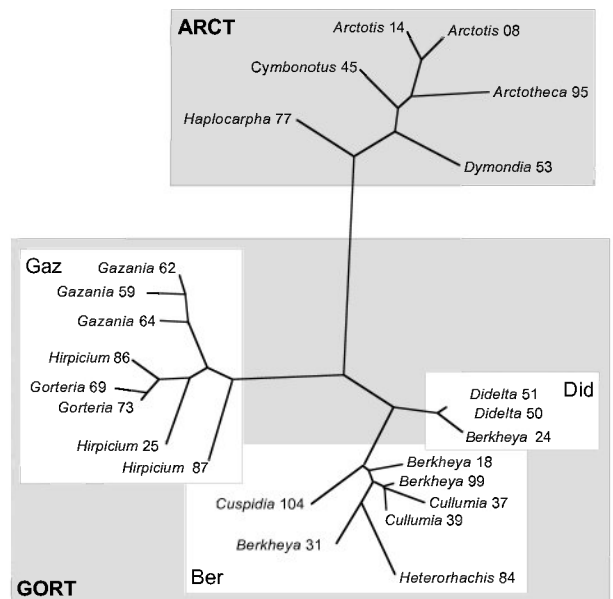 ARCT
Arctotis 14
Arctotis 08
Cymbonotus 45
Arctotheca 95
Haplocarpha 77
Dymondia 53
Gaz
Gazania 62
Gazania 59
Gazania 64
Hirpicium 86
Gorteria 69
Gorteria 73
Hirpicium 25
Hirpicium 87
Did
Didelta 51
Didelta 50
Berkheya 24
Berkheya 18
Berkheya 99
Cullumia 37
Cullumia 39
Cuspidia 104
Berkheya 31
Heterorhachis 84
Ber
GORT